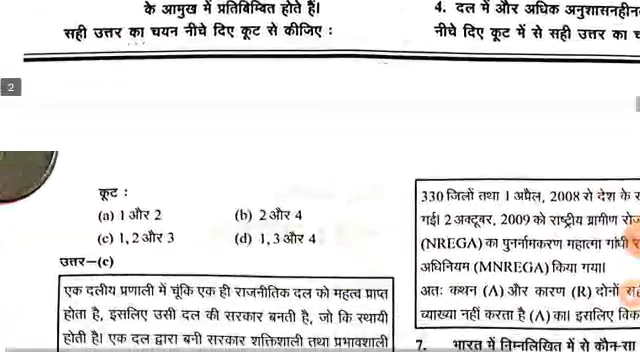 के आमुख में प्रतिबिम्बित होते हैं।
सही उत्तर का चयन नीचे दिए कूट से कीजिए :
4. दल में और अधिक अनुशासनहीन
नीचे दिए कूट में से सही उत्तर का
2
कूट :
(a) 1 और 2 (b) 2 और 4
(c) 1, 2 और 3 (d) 1, 3 और 4
उत्तर–(c)
एक दलीय प्रणाली में चूंकि एक ही राजनीतिक दल को महत्व प्राप्त
होता है, इसलिए उसी दल की सरकार बनती है, जो कि स्थायी
होती है। एक दल द्वारा बनी सरकार शक्तिशाली तथा प्रभावशाली
330 जिलों तथा 1 अप्रैल, 2008 से देश के
गई। 2 अक्टूबर, 2009 को राष्ट्रीय ग्रामीण
(NREGA) का पुनर्नामकरण महात्मा गांधी
अधिनियम (MNREGA) किया गया।
अतः कथन (A) और कारण (R) दोनों
व्याख्या नहीं करता है (A) का। इसलिए
7. भारत में निम्नलिखित में से कौन-सा